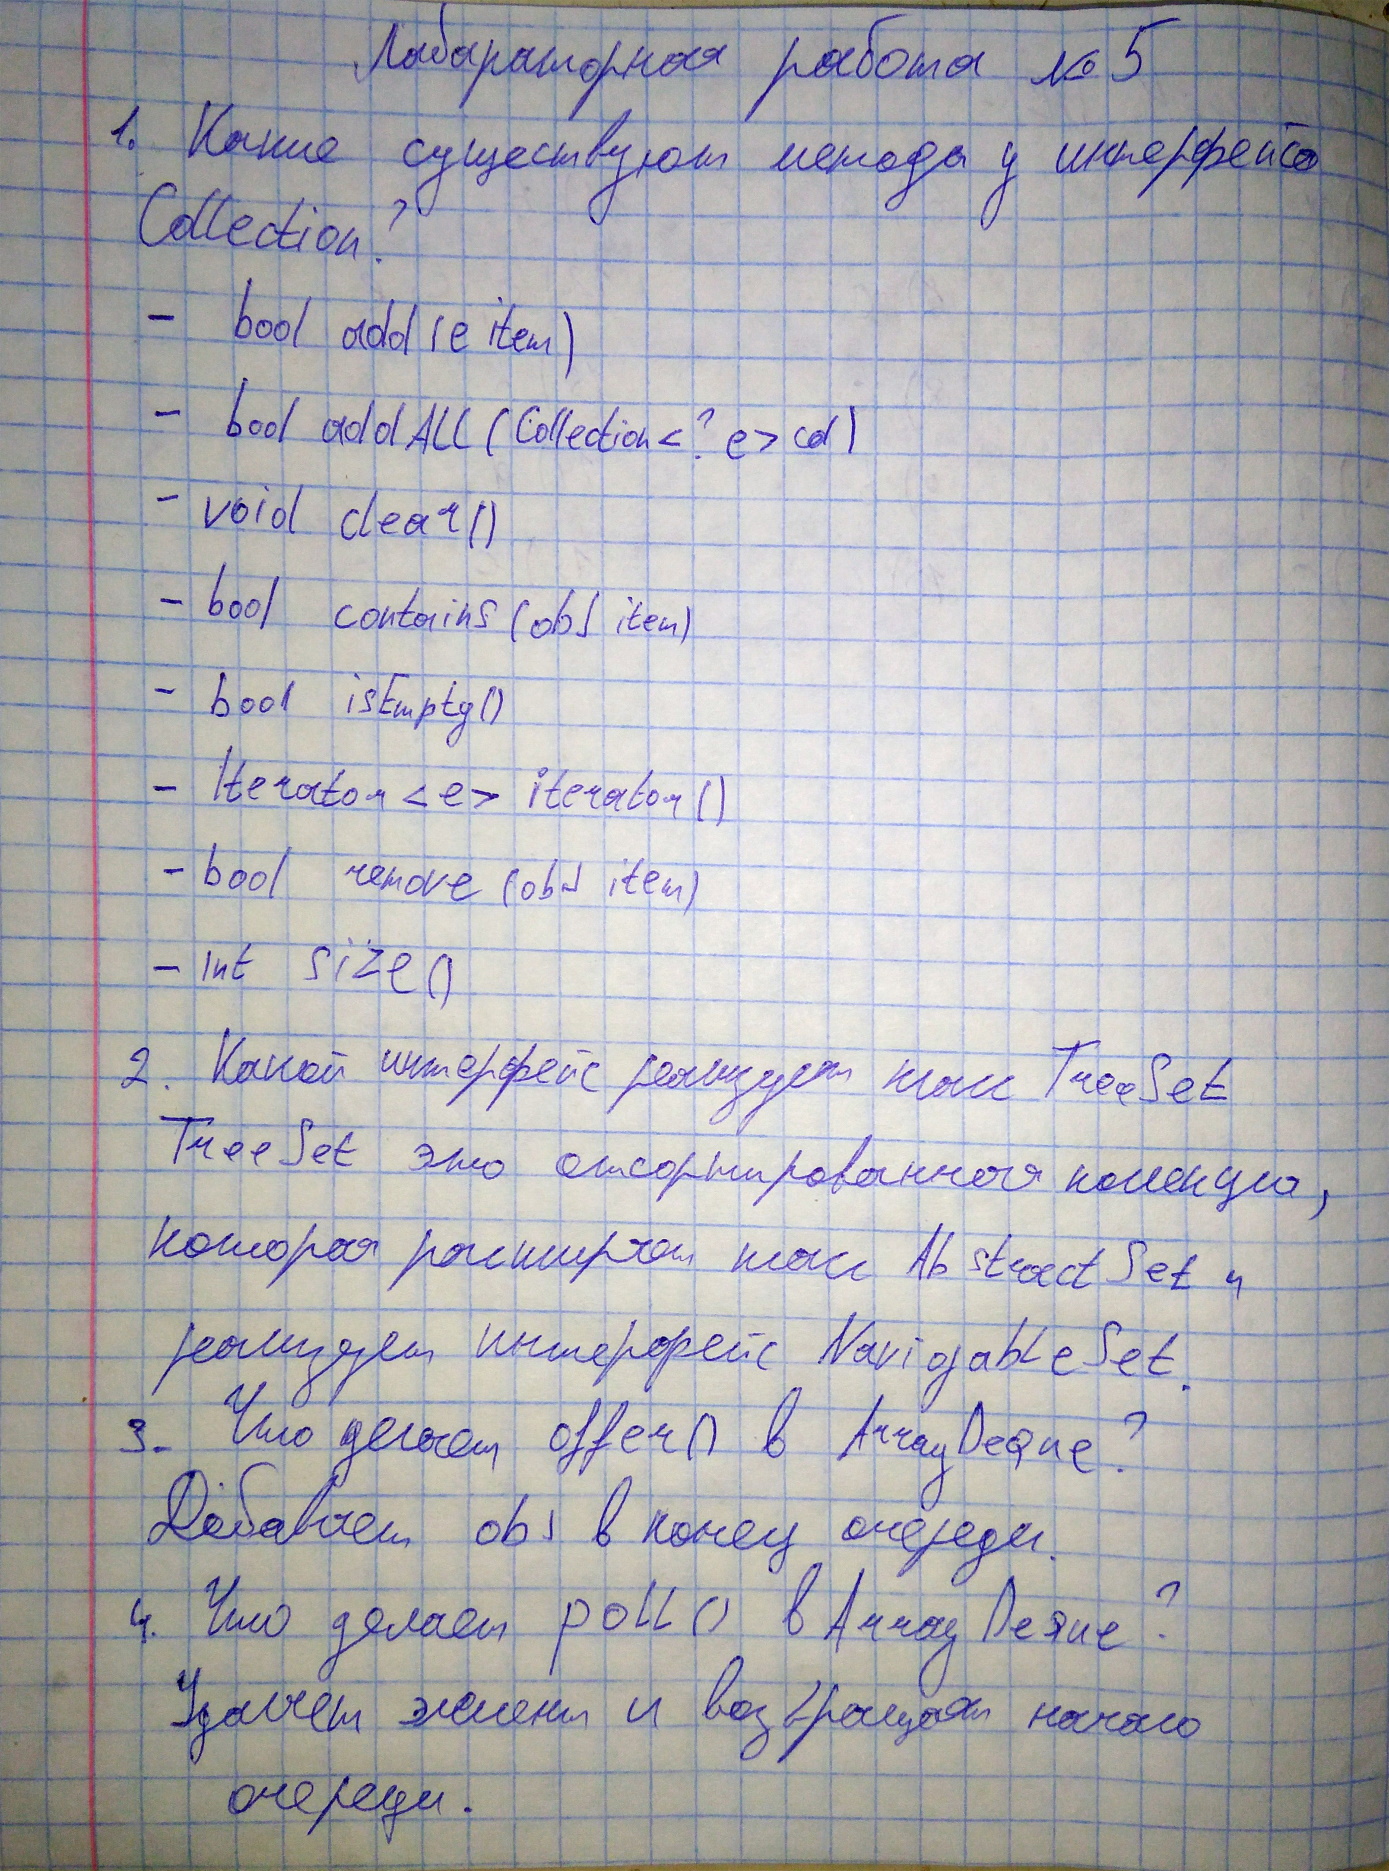 Лабараторная работа №5
1. Какие существуют методы у интерфейса
Collection?
- bool add(e item)
- bool addALL(Collection<? e> col)
- void clear()
- bool contains(obj item)
- bool isEmpty()
- Iterator<e> iterator()
- bool remove(obj item)
- int size()
2. Какой интерфейс реализует класс TreeSet
TreeSet это отсортированная колекция,
которая расширяет класс AbstractSet и
реализует интерфейс NavigableSet.
3. Что делает offer() в ArrayDeque?
Добавляет obj в конец очереди.
4. Что делает poll() в ArrayDeque?
Удаляет элемент и возвращает начало
очереди.